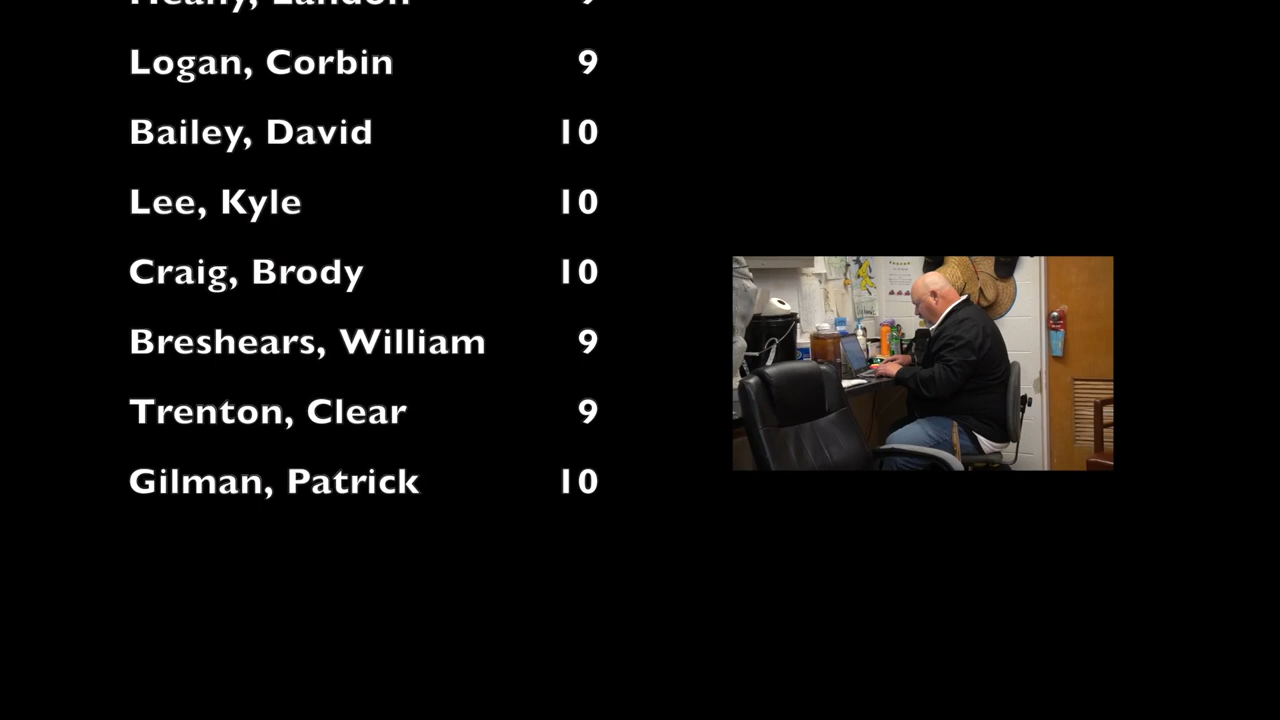 Logan, Corbin 9
Bailey, David 10
Lee, Kyle 10
Craig, Brody 10
Breshears, William 9
Trenton, Clear 9
Gilman, Patrick 10